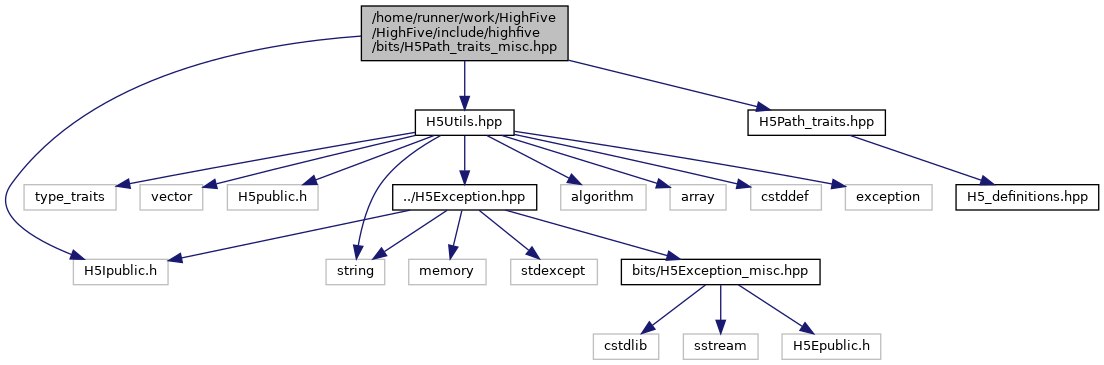 /home/runner/work/HighFive
/HighFive/include/highfive
/bits/H5Path_traits_misc.hpp
H5Utils.hpp
H5Path_traits.hpp
type_traits
vector
H5public.h
../H5Exception.hpp
algorithm
array
cstddef
exception
H5_definitions.hpp
H5Ipublic.h
string
memory
stdexcept
bits/H5Exception_misc.hpp
cstdlib
sstream
H5Epublic.h